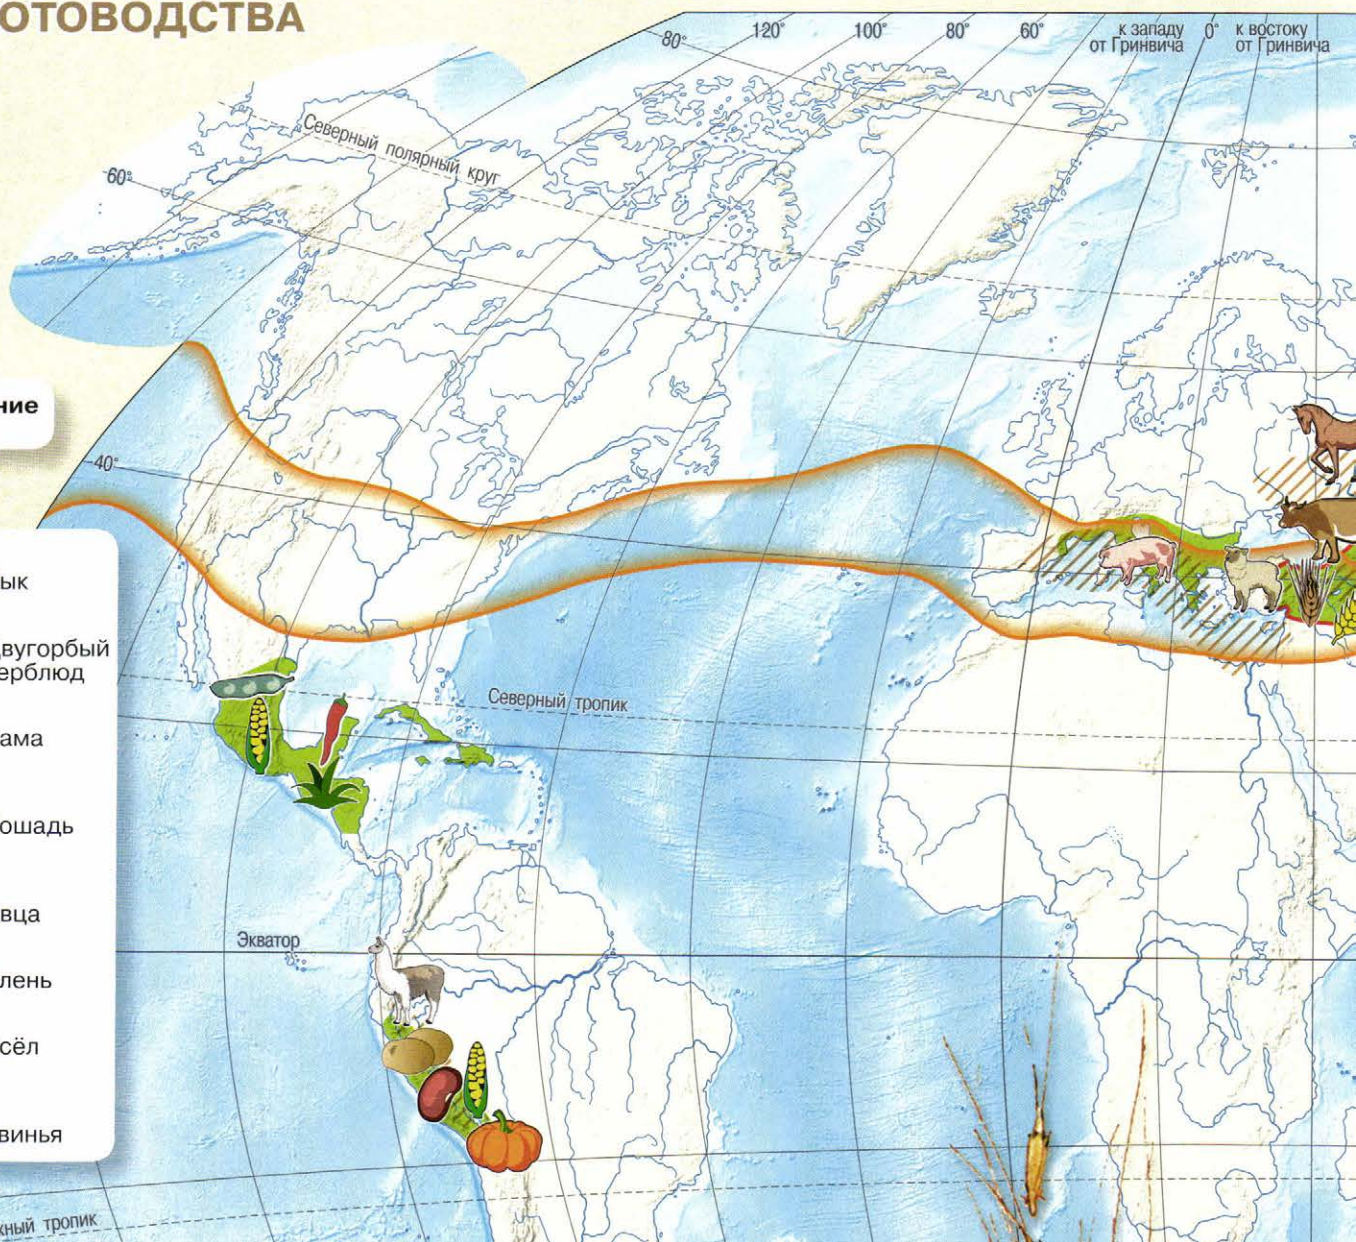 ОТОВОДСТВА
80°
120°
100°
80°
60°
к западу
от Гринвича
0°
к востоку
от Гринвича
Северный полярный круг
60°
ние
40°
ык
двугорбый
ерблюд
ама
ошадь
вца
лень
сёл
винья
Северный тропик
Экватор
жный тропик